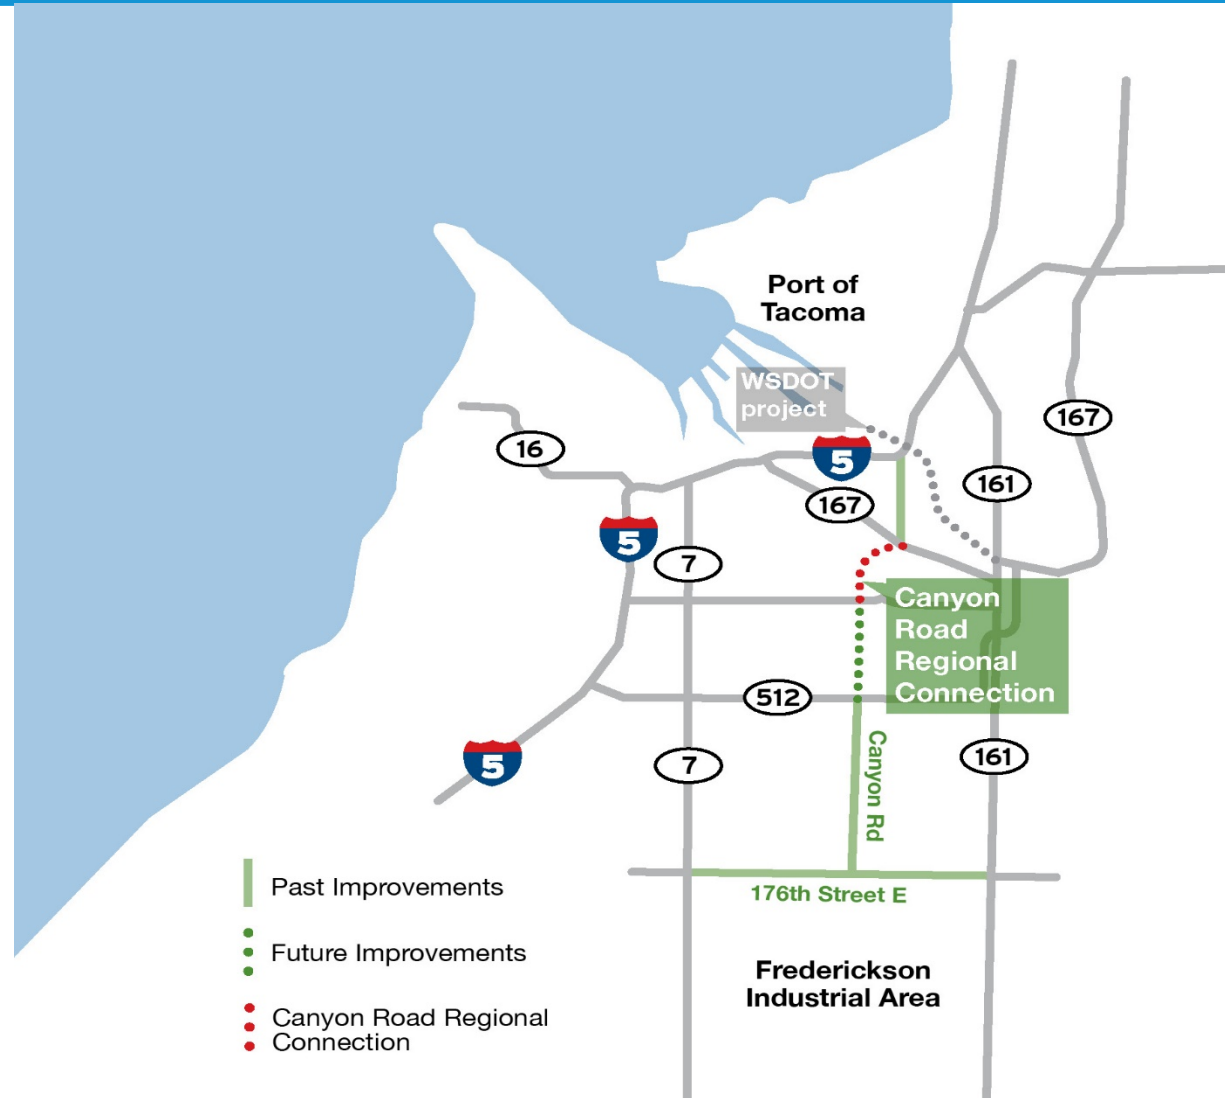 Port of
Tacoma
WSDOT
project
167
16
5
161
167
5
7
Canyon
Road
Regional
Connection
512
Canyon Rd
5
7
161
Past Improvements
176th Street E
Future Improvements
Frederickson
Industrial Area
Canyon Road Regional
Connection